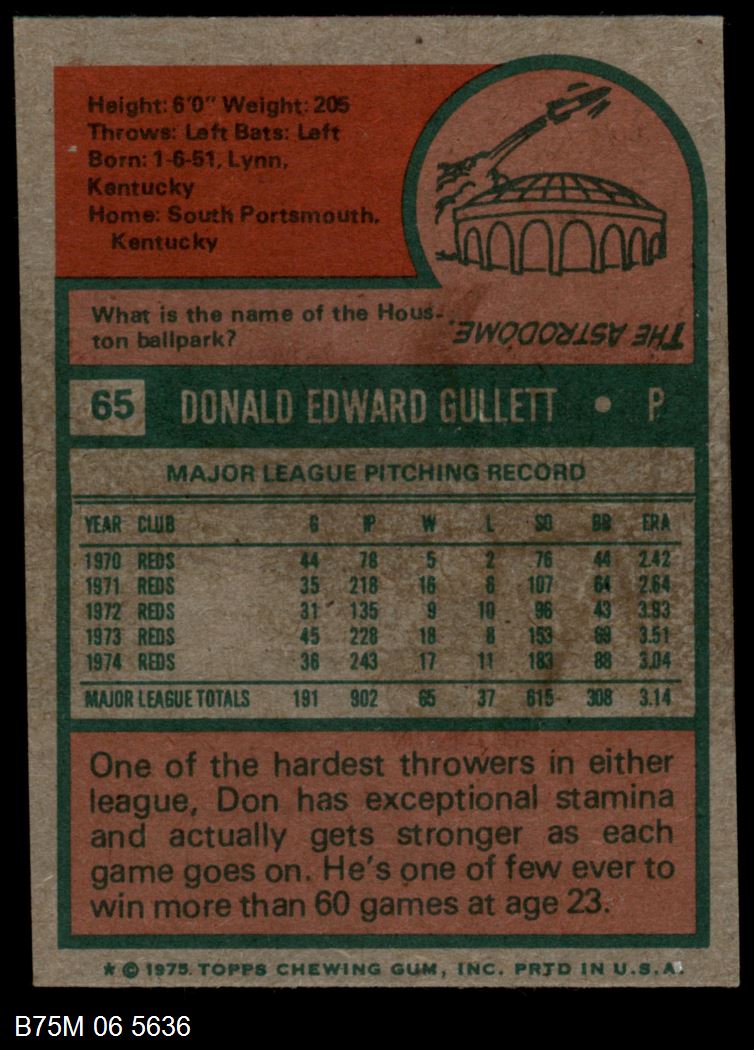 Height: 6'0" Weight: 205
Throws: Left Bats: Left
Born: 1-6-51, Lynn,
Kentucky
Home: South Portsmouth,
Kentucky
What is the name of the Hous-
ton ballpark?
THE ASTRODOME.
65 DONALD EDWARD GULLETT • P
MAJOR LEAGUE PITCHING RECORD
YEAR CLUB G IP W L SO BB ERA
1970 REDS 44 78 5 2 76 44 2.42
1971 REDS 35 218 16 6 107 64 2.64
1972 REDS 31 135 9 10 96 43 3.93
1973 REDS 45 228 18 8 153 69 3.51
1974 REDS 36 243 17 11 183 88 3.04
MAJOR LEAGUE TOTALS 191 902 65 37 615 308 3.14
One of the hardest throwers in either
league, Don has exceptional stamina
and actually gets stronger as each
game goes on. He's one of few ever to
win more than 60 games at age 23.
* © 1975 TOPPS CHEWING GUM, INC. PRTD IN U.S.A.
B75M 06 5636